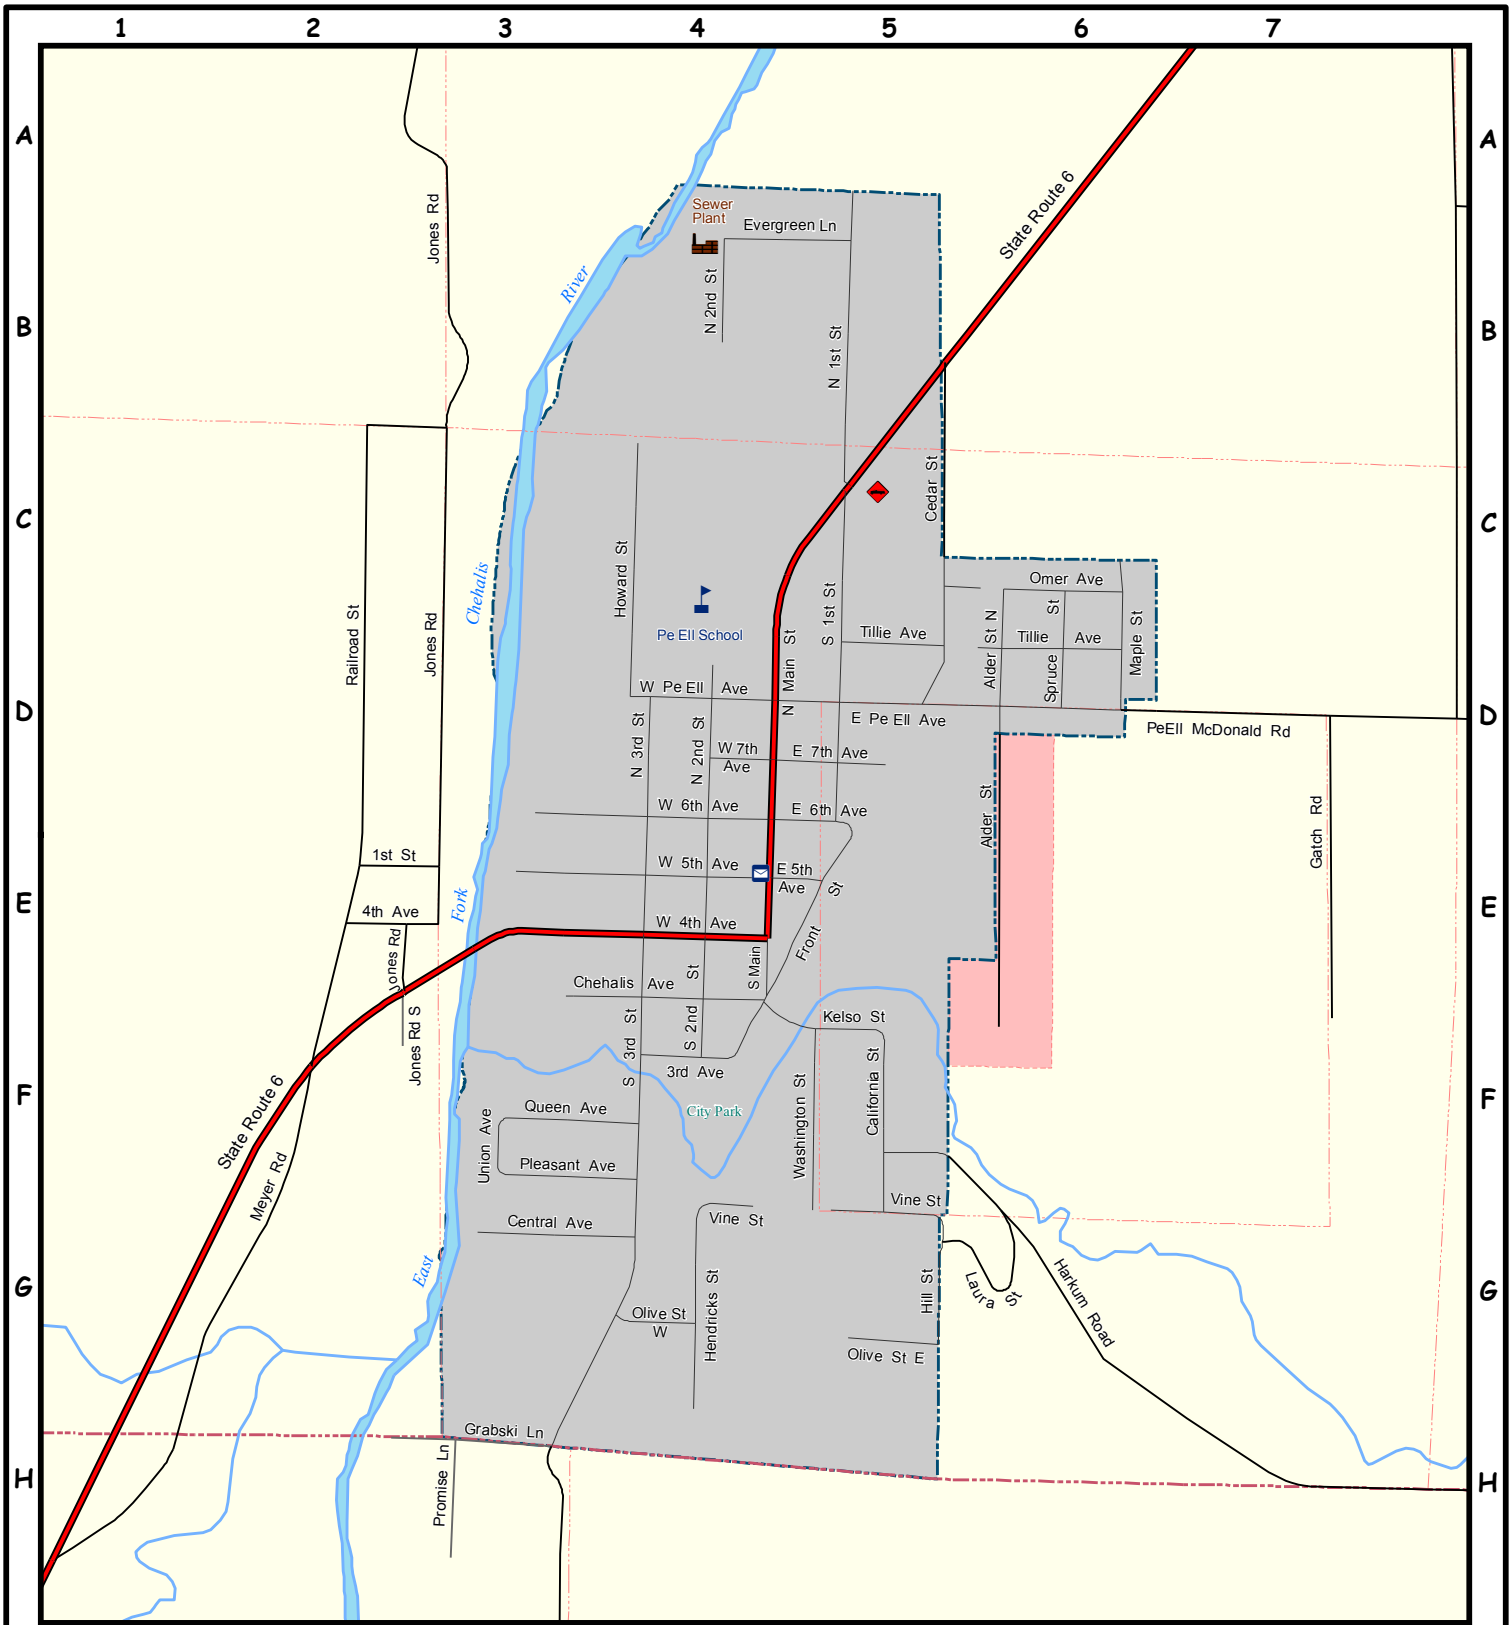 1 2 3 4 5 6 7
A A
Jones Rd
State Route 6
Sewer
Plant
Evergreen Ln
River
N 2nd St
B B
N 1st St
Cedar St
C C
Howard St
Chehalis
Omer Ave
Railroad St
Jones Rd
Pe Ell School
S 1st St
N Main St
Tillie Ave
Alder St N
Tillie Ave
Spruce St
Maple St
W Pe Ell Ave
E Pe Ell Ave
D D
PeEll McDonald Rd
N 3rd St
N 2nd St
W 7th
Ave
E 7th Ave
W 6th Ave
E 6th Ave
Alder St
Gatch Rd
1st St
W 5th Ave
E 5th
Ave
St
Front
E E
4th Ave
Fork
W 4th Ave
Jones Rd
S Main
Chehalis Ave
S 2nd St
S 3rd St
Kelso St
Jones Rd S
3rd Ave
State Route 6
F F
Queen Ave
Union Ave
City Park
Washington St
California St
Pleasant Ave
Meyer Rd
Central Ave
Vine St
Vine St
East
G G
Hill St
Laura St
Harkum Road
Olive St
W
Hendricks St
Olive St E
Grabski Ln
Promise Ln
H H